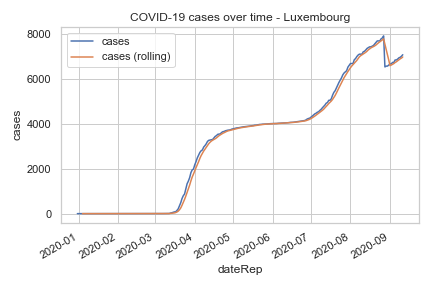 COVID-19 cases over time - Luxembourg
cases
cases (rolling)
8000
6000
4000
2000
0
cases
2020-01
2020-02
2020-03
2020-04
2020-05
2020-06
2020-07
2020-08
2020-09
dateRep